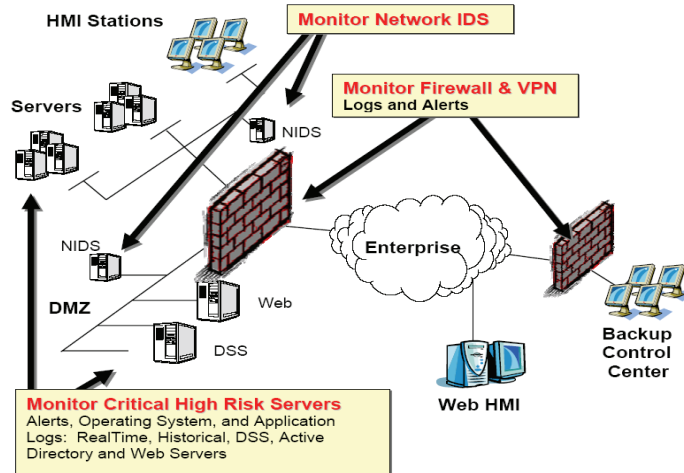 HMI Stations
Monitor Network IDS
Monitor Firewall & VPN
Logs and Alerts
Servers
NIDS
NIDS
Enterprise
DMZ
Web
DSS
Web HMI
Backup
Control
Center
Monitor Critical High Risk Servers
Alerts, Operating System, and Application
Logs: RealTime, Historical, DSS, Active
Directory and Web Servers